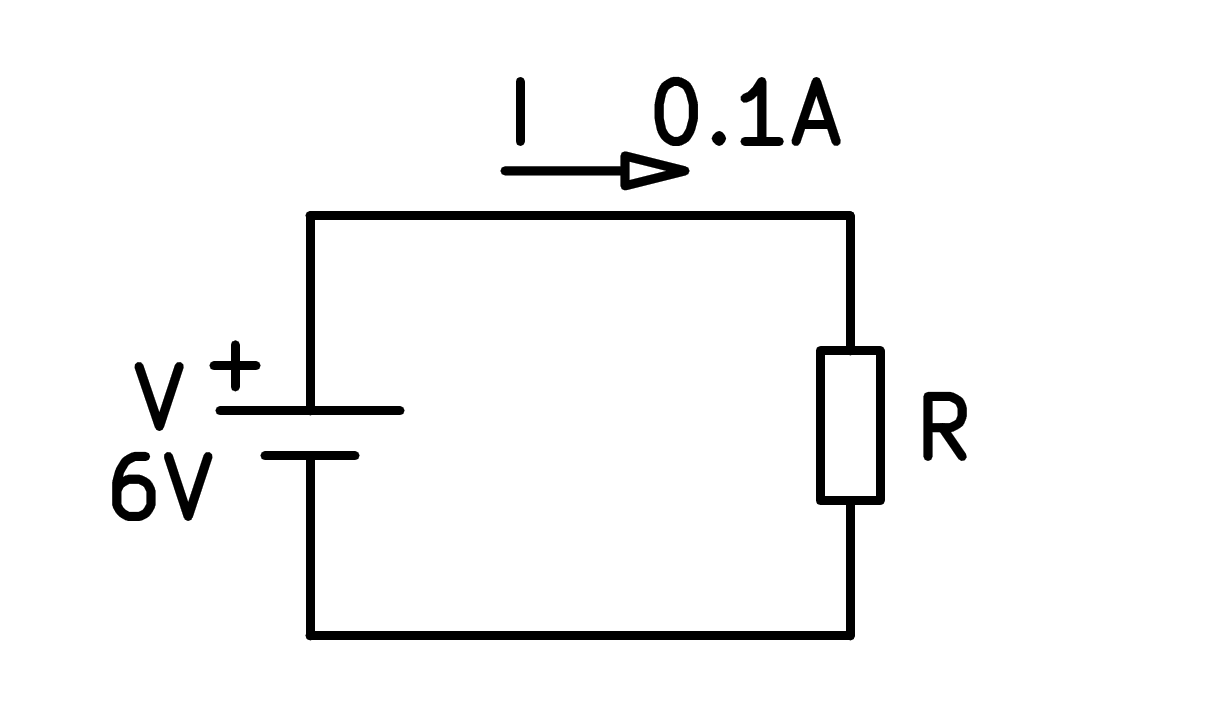 I 0.1A
V +
6V
R